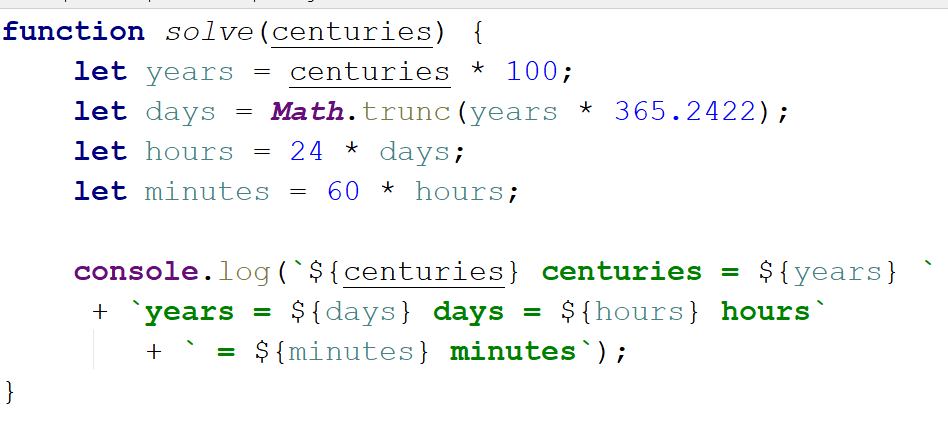 function solve(centuries) {
let years = centuries * 100;
let days = Math.trunc(years * 365.2422);
let hours = 24 * days;
let minutes = 60 * hours;
console.log(`${centuries} centuries = ${years} `
+ `years = ${days} days = ${hours} hours`
+ ` = ${minutes} minutes`);
}